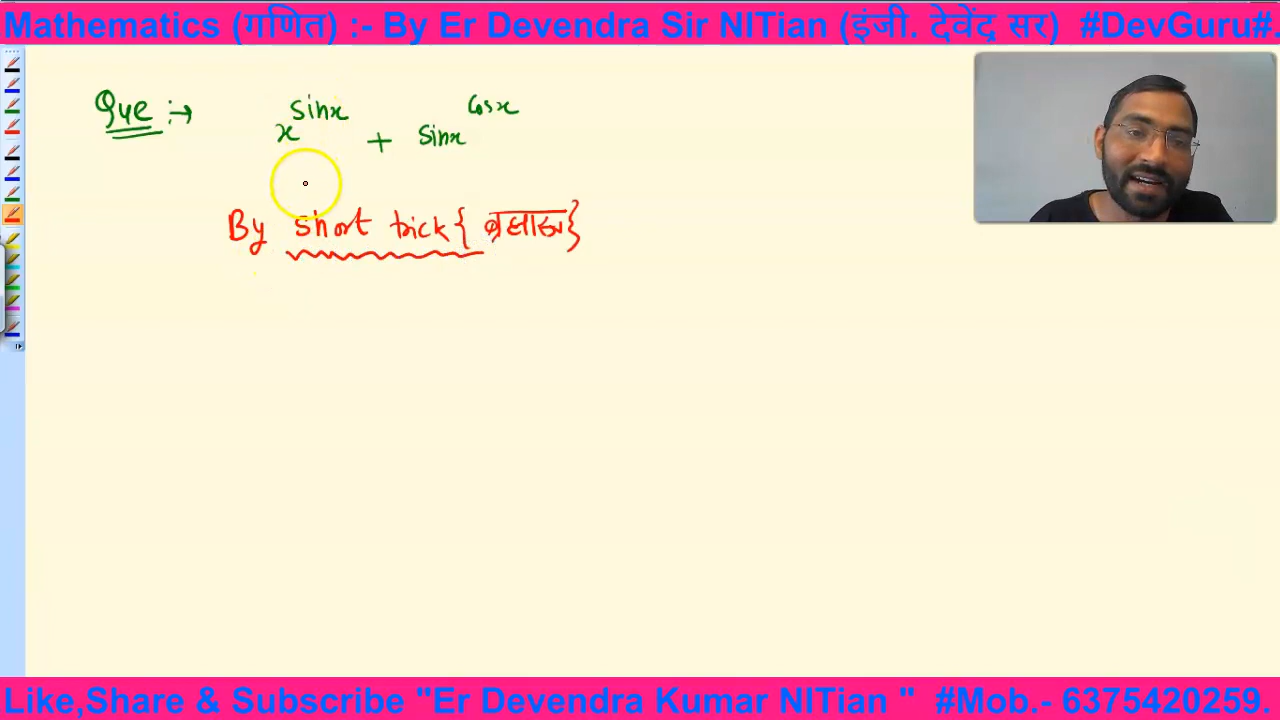 Mathematics (गणित) :- By Er Devendra Sir NITian (इंजी. देवेंद्र सर) #DevGuru#.
Que :→ x^sinx + sinx^cosx
By short trick { }
Like,Share & Subscribe "Er Devendra Kumar NITian " #Mob.- 6375420259.